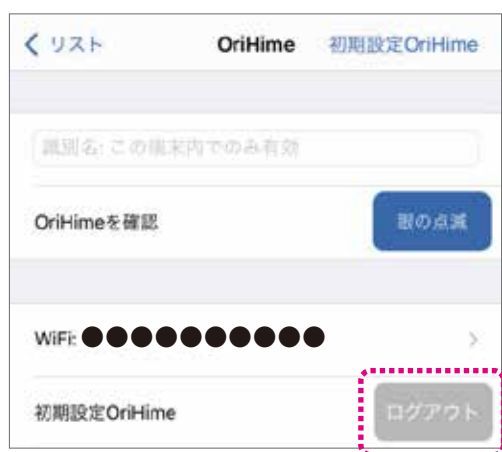 リスト OriHime 初期設定OriHime
識別名: この端末内でのみ有効
OriHimeを確認 眼の点滅
WiFi: ●●●●●●●●●●
初期設定OriHime ログアウト